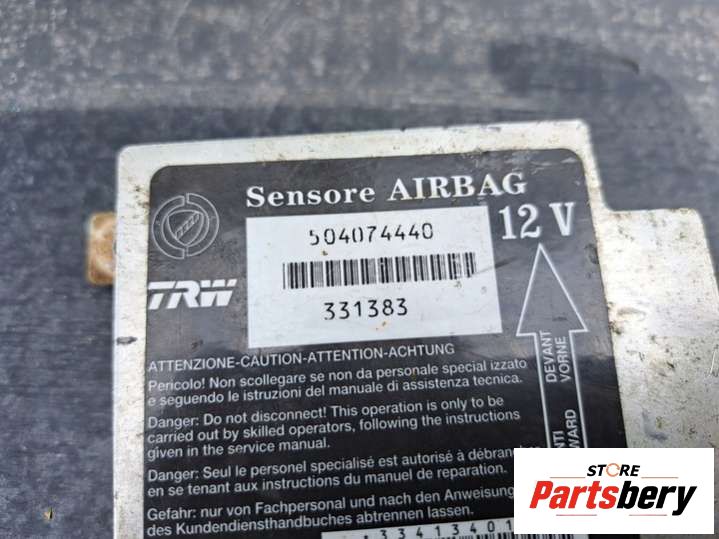 Sensore AIRBAG
12 V
504074440
331383
TRW
ATTENZIONE-CAUTION-ATTENTION-ACHTUNG
Pericolo! Non scollegare se non da personale special izzato
e seguendo le istruzioni del manuale di assistenza tecnica.
Danger: Do not disconnect! This operation is only to be
carried out by skilled operators, following the instructions
given in the service manual.
Danger: Seul le personel spécialisé est autorisé à débrancher
en se tenant aux instructions du manuel de reparation.
Gefahr: nur von Fachpersonal und nach den Anweisung
des Kundendiensthandbuches abtrennen lassen.
DEVANT
VORNE
STORE
Partsbery